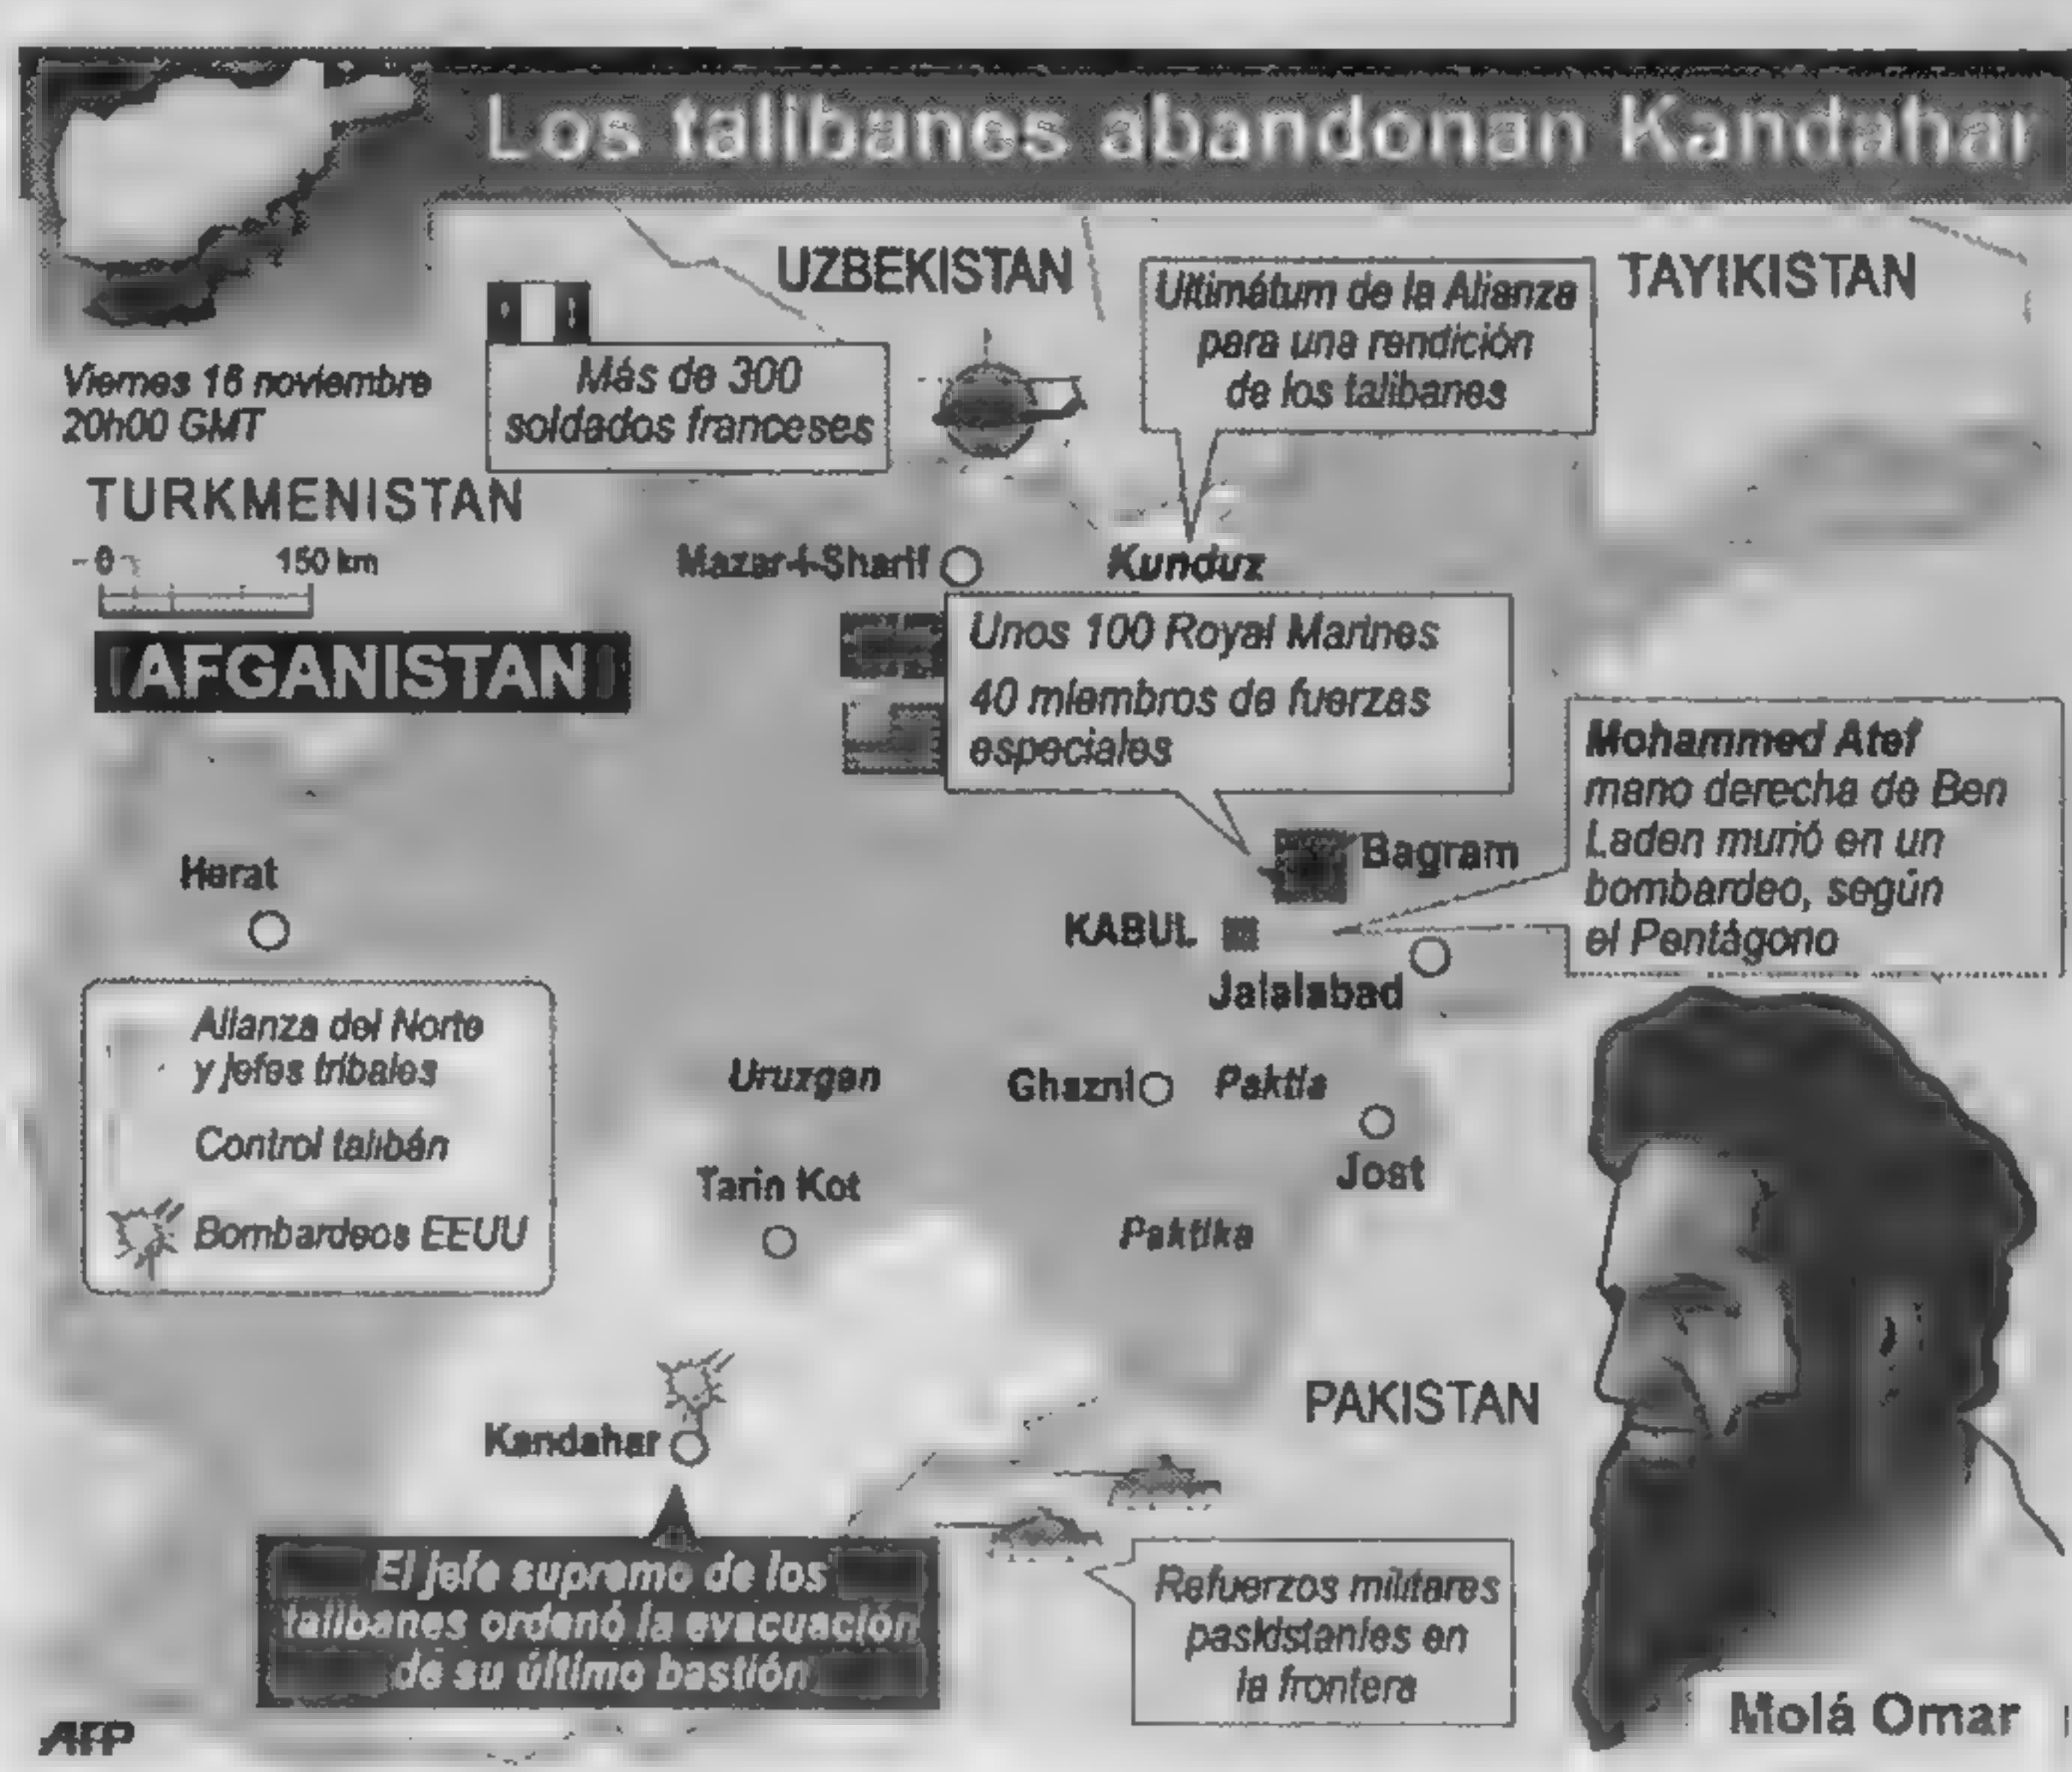 Los talibanes abandonan Kandahar
UZBEKISTAN
TAYIKISTAN
Ultimátum de la Alianza
para una rendición
de los talibanes
Viernes 16 noviembre
20h00 GMT
Más de 300
soldados franceses
TURKMENISTAN
0 150 km
Mazar-i-Sharif
Kunduz
AFGANISTAN
Unos 100 Royal Marines
40 miembros de fuerzas
especiales
Mohammed Atef
mano derecha de Ben
Laden murió en un
bombardeo, según
el Pentágono
Bagram
Herat
KABUL
Jalalabad
Alianza del Norte
y jefes tribales
Control talibán
Bombardeos EEUU
Uruzgan
Ghazni
Paktia
Jost
Tarin Kot
Paktika
PAKISTAN
Kandahar
El jefe supremo de los
talibanes ordenó la evacuación
de su último bastión
Refuerzos militares
paskistaníes en
la frontera
Molá Omar
AFP